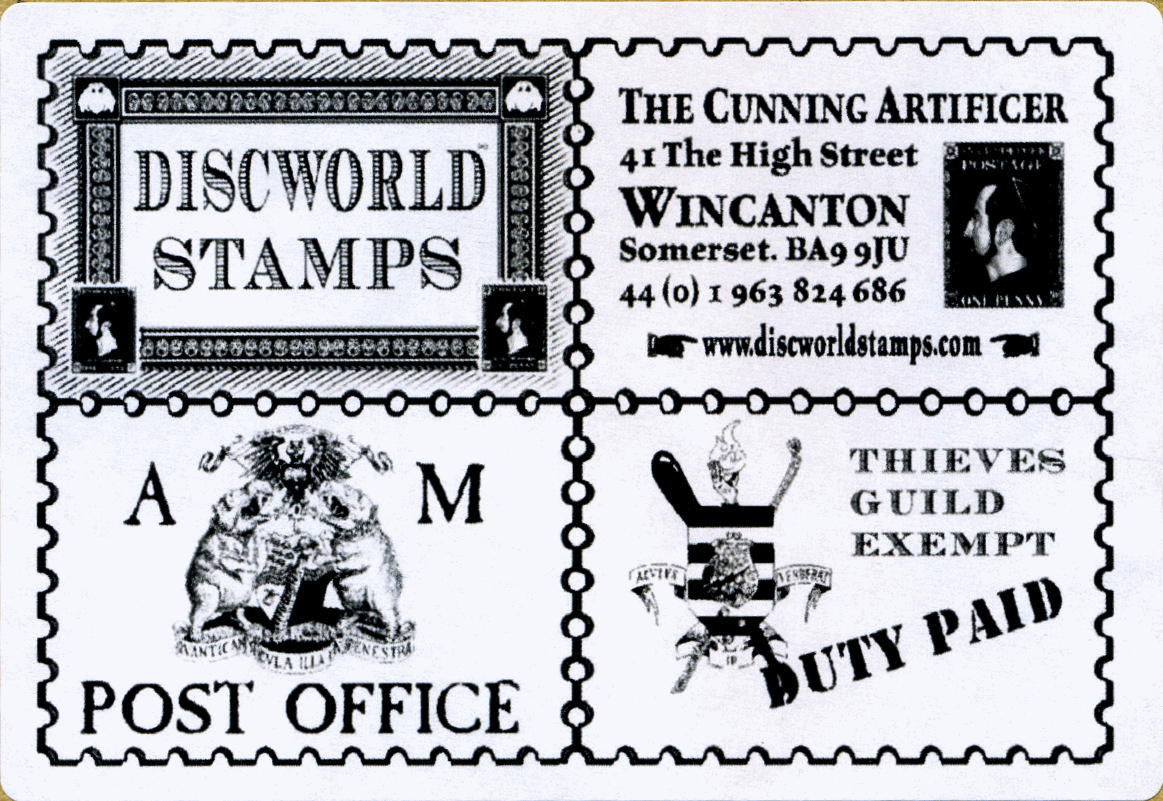 DISCWORLD
STAMPS
THE CUNNING ARTIFICER
41 The High Street
WINCANTON
Somerset. BA9 9JU
44 (0) 1 963 824 686
www.discworldstamps.com
POSTAGE
ONE PENNY
A M
POST OFFICE
THIEVES
GUILD
EXEMPT
DUTY PAID